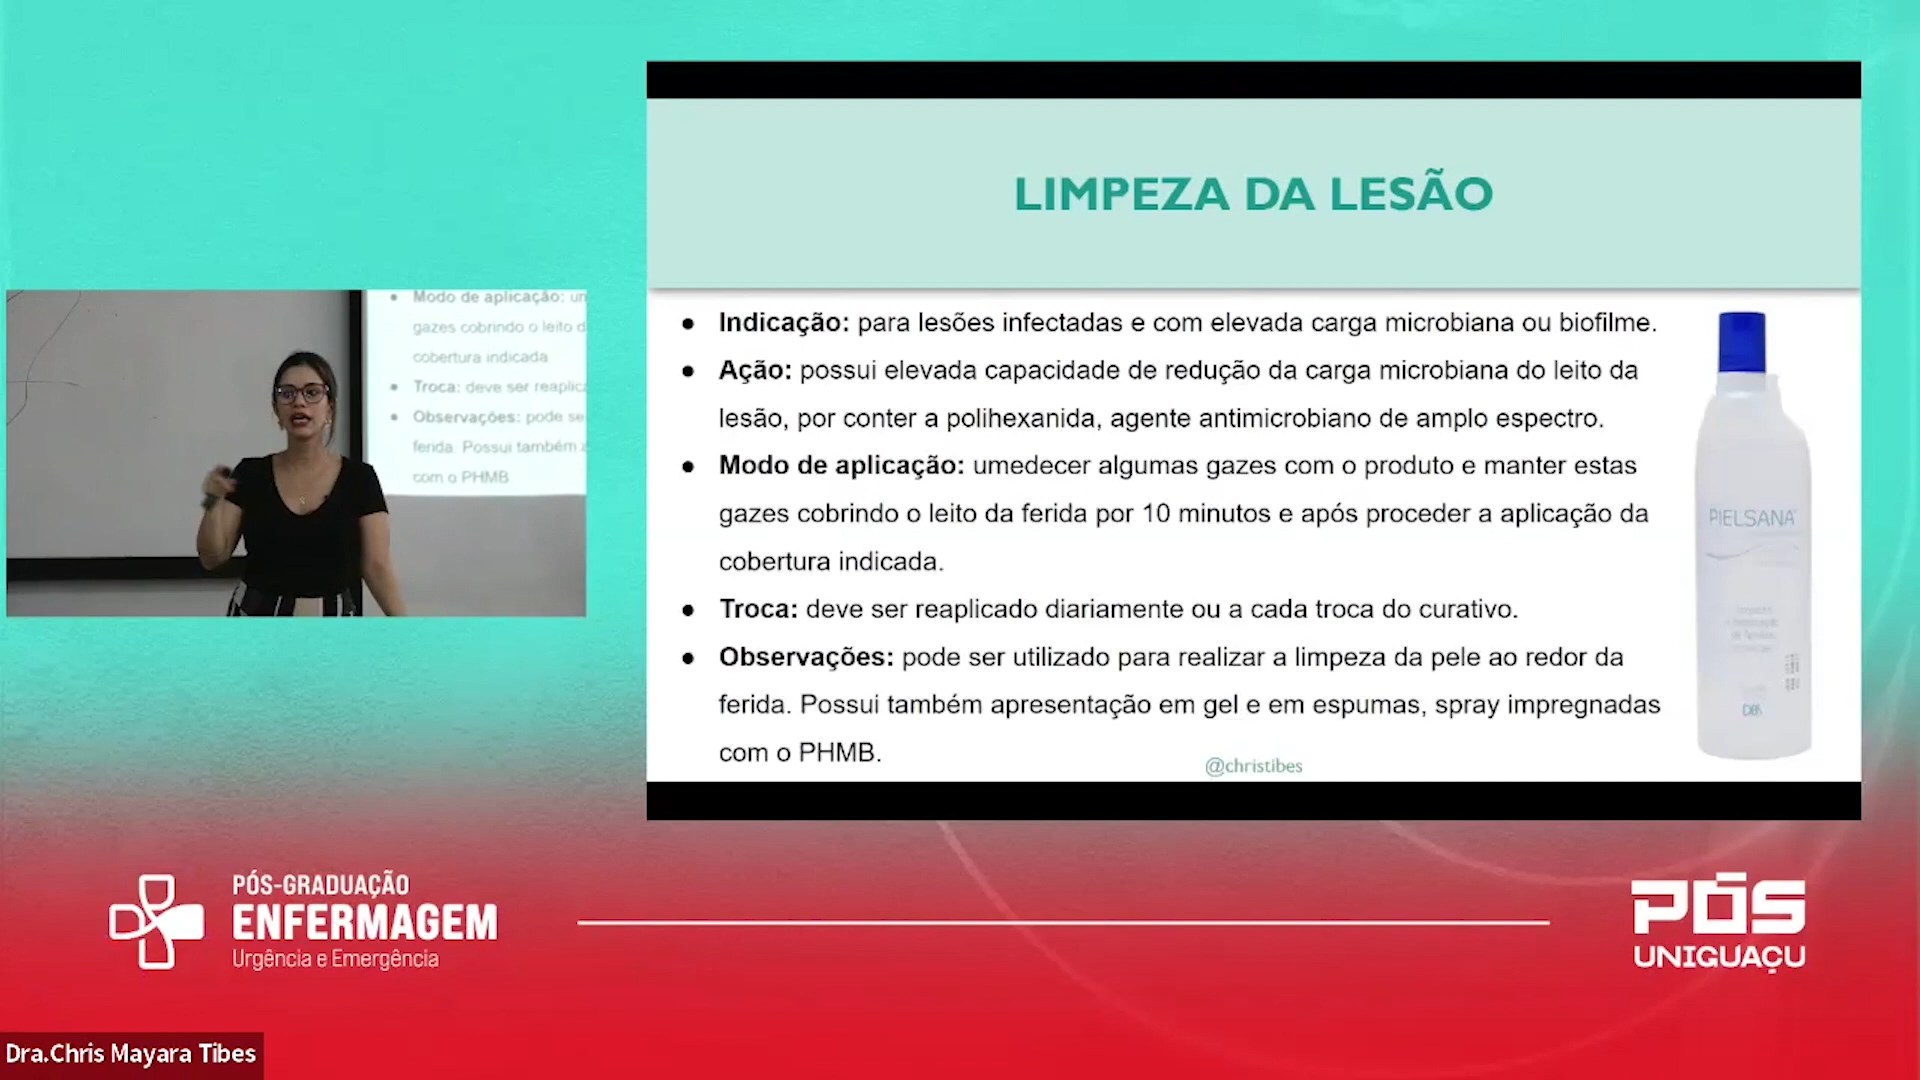 LIMPEZA DA LESÃO
● Indicação: para lesões infectadas e com elevada carga microbiana ou biofilme.
● Ação: possui elevada capacidade de redução da carga microbiana do leito da
lesão, por conter a polihexanida, agente antimicrobiano de amplo espectro.
● Modo de aplicação: umedecer algumas gazes com o produto e manter estas
gazes cobrindo o leito da ferida por 10 minutos e após proceder a aplicação da
cobertura indicada.
● Troca: deve ser reaplicado diariamente ou a cada troca do curativo.
● Observações: pode ser utilizado para realizar a limpeza da pele ao redor da
ferida. Possui também apresentação em gel e em espumas, spray impregnadas
com o PHMB.
@christibes
PIELSANA
DBS
● Modo de aplicação: um
gazes cobrindo o leito d
cobertura indicada
● Troca: deve ser reaplic
● Observações: pode se
ferida. Possui também
com o PHMB
PÓS-GRADUAÇÃO
ENFERMAGEM
Urgência e Emergência
PÓS
UNIGUAÇU
Dra.Chris Mayara Tibes